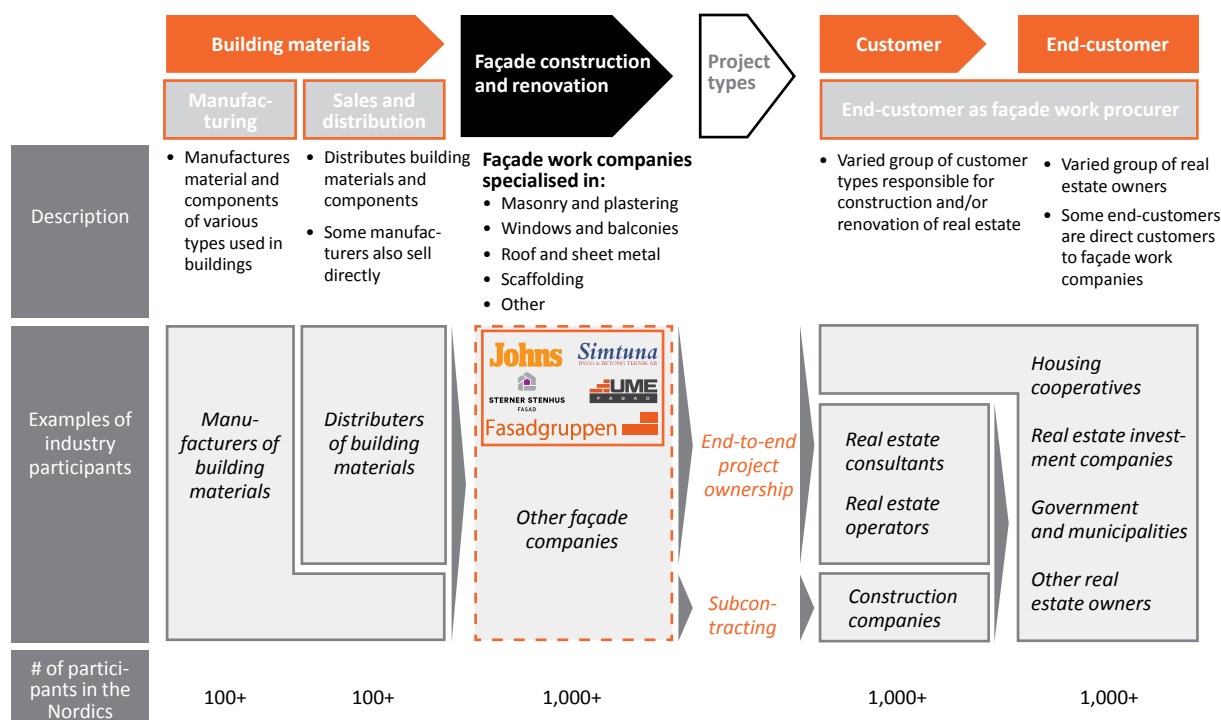 Building materials
Façade construction
and renovation
Project
types
Customer
End-customer
Manufac-
turing
Sales and
distribution
End-customer as façade work procurer
Description
• Manufactures
material and
components
of various
types used in
buildings
• Distributes building
materials and
components
• Some manufac-
turers also sell
directly
Façade work companies
specialised in:
• Masonry and plastering
• Windows and balconies
• Roof and sheet metal
• Scaffolding
• Other
• Varied group of customer
types responsible for
construction and/or
renovation of real estate
• Varied group of real
estate owners
• Some end-customers
are direct customers
to façade work
companies
Examples of
industry
participants
Manu-
facturers of
building
materials
Distributers
of building
materials
Johns
Simtuna
BYGG & BETONG TEKNIK AB
STERNER STENHUS
FASAD
UME
FASAD
Fasadgruppen
Other façade
companies
End-to-end
project
ownership
Subcon-
tracting
Real estate
consultants
Real estate
operators
Construction
companies
Housing
cooperatives
Real estate invest-
ment companies
Government
and municipalities
Other real
estate owners
# of partici-
pants in the
Nordics
100+
100+
1,000+
1,000+
1,000+